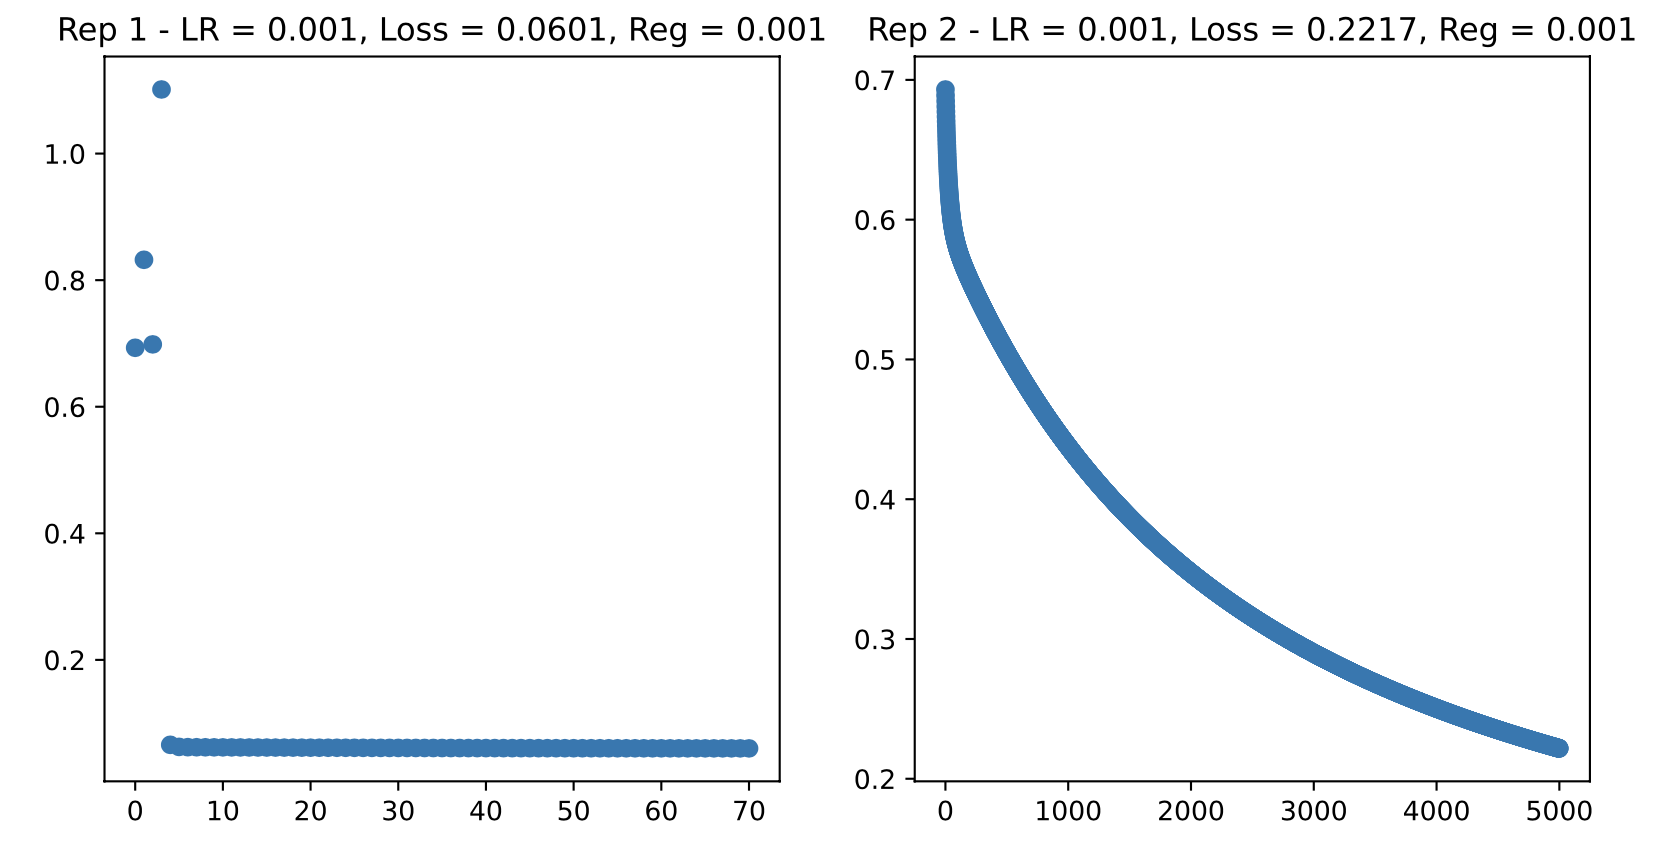 Rep 1 - LR = 0.001, Loss = 0.0601, Reg = 0.001
1.0
0.8
0.6
0.4
0.2
0 10 20 30 40 50 60 70
Rep 2 - LR = 0.001, Loss = 0.2217, Reg = 0.001
0.7
0.6
0.5
0.4
0.3
0.2
0 1000 2000 3000 4000 5000